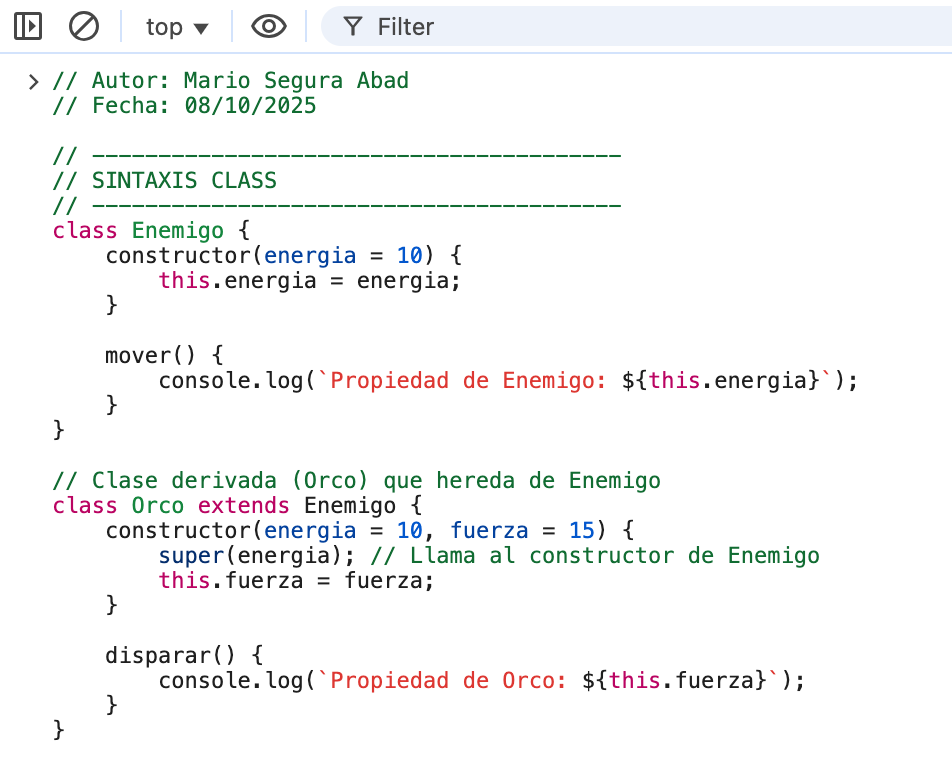 top ▼ Filter
> // Autor: Mario Segura Abad
// Fecha: 08/10/2025
// ----------------------------------------
// SINTAXIS CLASS
// ----------------------------------------
class Enemigo {
    constructor(energia = 10) {
        this.energia = energia;
    }
    mover() {
        console.log(`Propiedad de Enemigo: ${this.energia}`);
    }
}
// Clase derivada (Orco) que hereda de Enemigo
class Orco extends Enemigo {
    constructor(energia = 10, fuerza = 15) {
        super(energia); // Llama al constructor de Enemigo
        this.fuerza = fuerza;
    }
    disparar() {
        console.log(`Propiedad de Orco: ${this.fuerza}`);
    }
}